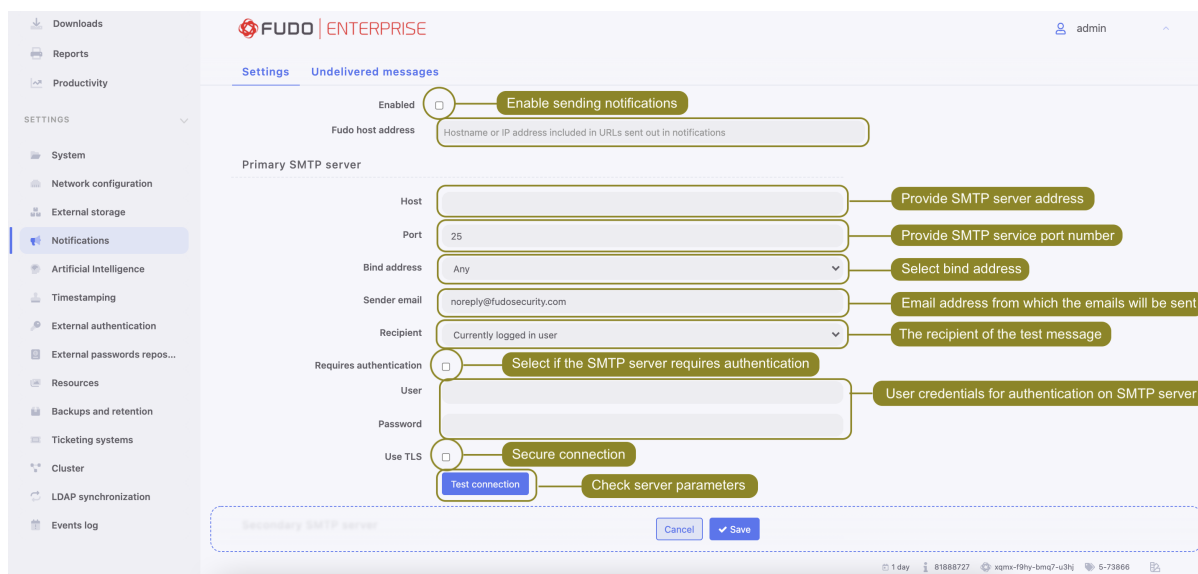 Downloads
Reports
Productivity
SETTINGS
System
Network configuration
External storage
Notifications
Artificial Intelligence
Timestamping
External authentication
External passwords repos...
Resources
Backups and retention
Ticketing systems
Cluster
LDAP synchronization
Events log
FUDO ENTERPRISE
admin
Settings Undelivered messages
Enabled Enable sending notifications
Fudo host address Hostname or IP address included in URLs sent out in notifications
Primary SMTP server
Host Provide SMTP server address
Port 25 Provide SMTP service port number
Bind address Any Select bind address
Sender email noreply@fudosecurity.com Email address from which the emails will be sent
Recipient Currently logged in user The recipient of the test message
Requires authentication Select if the SMTP server requires authentication
User User credentials for authentication on SMTP server
Password
Use TLS Secure connection
Test connection Check server parameters
Secondary SMTP server Cancel Save
1 day 81888727 xqmx-f9hy-bmq7-u3hj 5-73866